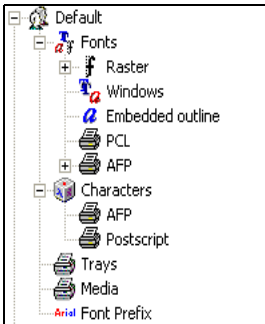 Default
Fonts
Raster
Windows
Embedded outline
PCL
AFP
Characters
AFP
Postscript
Trays
Media
Arial Font Prefix